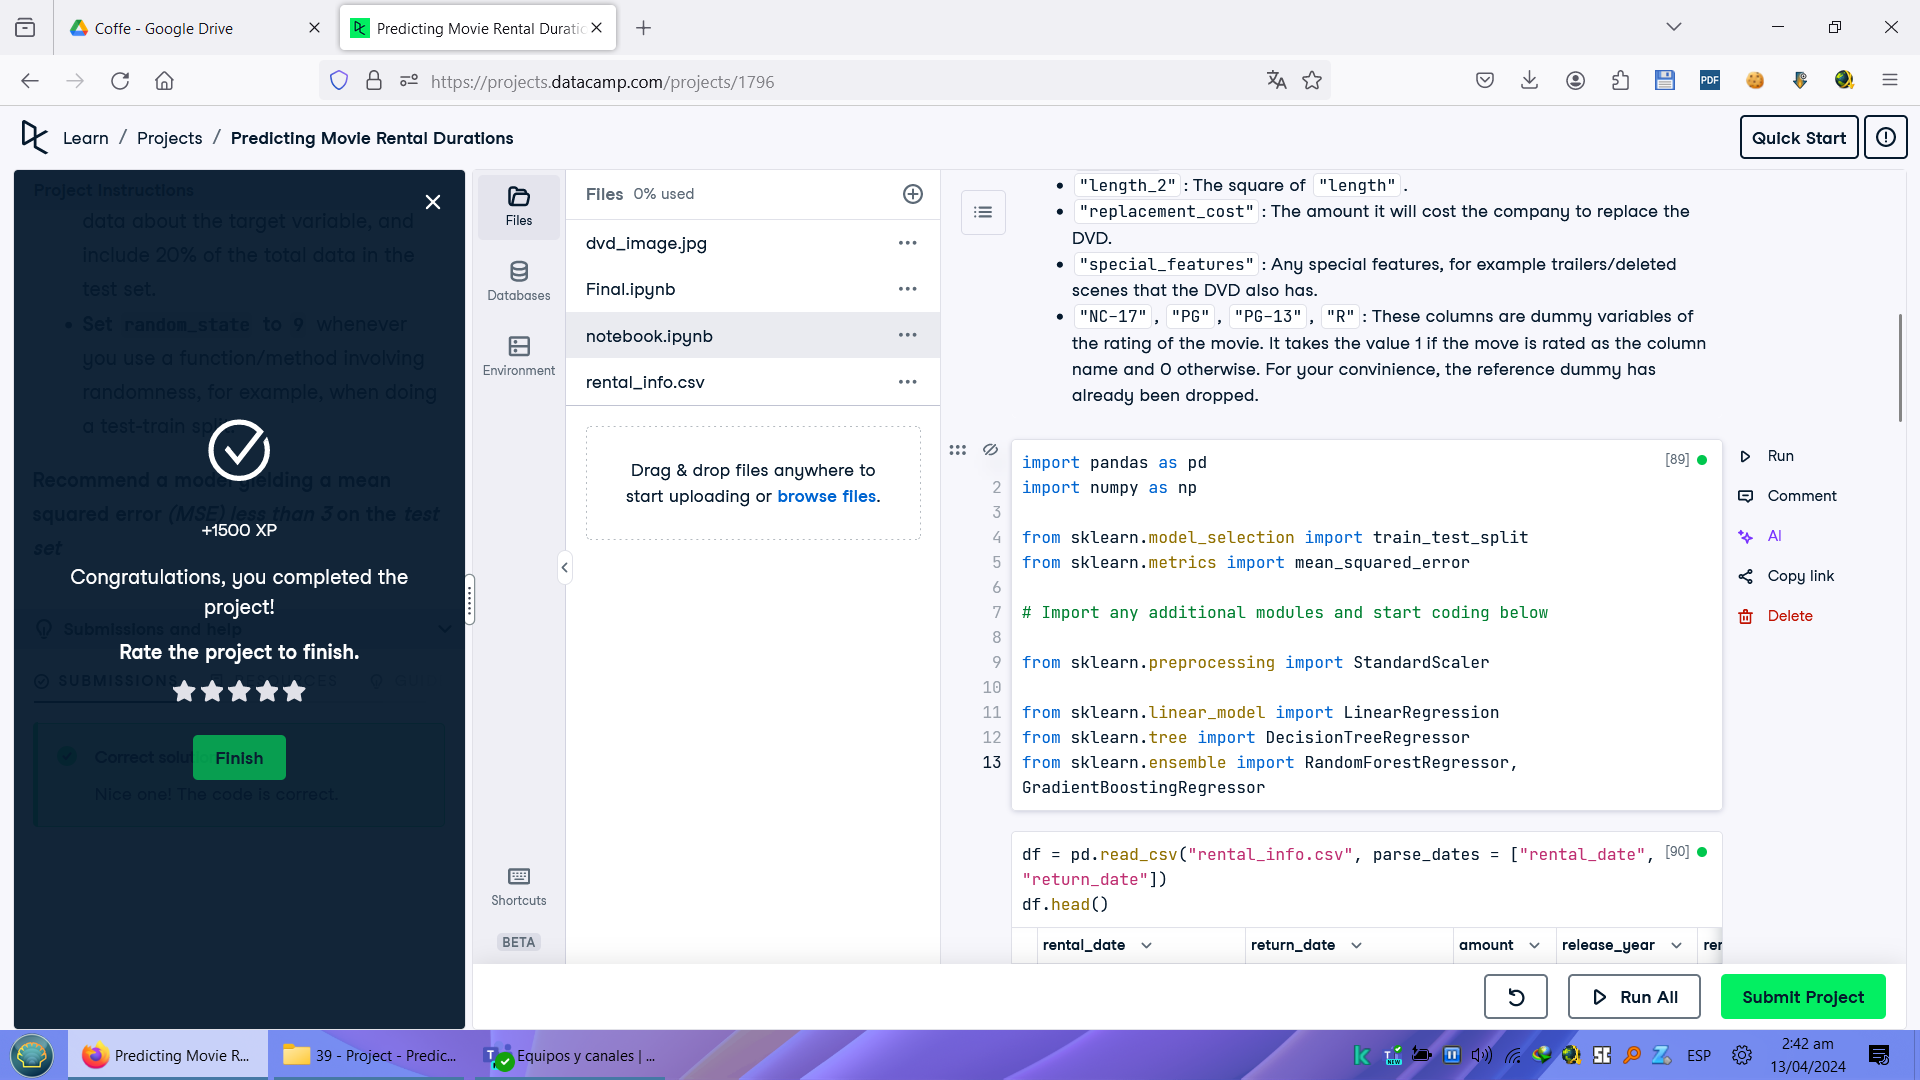 Coffe - Google Drive
Predicting Movie Rental Duratio
https://projects.datacamp.com/projects/1796
PDF
Learn / Projects / Predicting Movie Rental Durations
Quick Start
Project Instructions
data about the target variable, and
include 20% of the total data in the
test set.
• Set random_state to 9 whenever
you use a function/method involving
randomness, for example, when doing
a test-train split.
Recommend a model yielding a mean
squared error (MSE) less than 3 on the test
set
+1500 XP
Congratulations, you completed the
project!
Submissions and help
Rate the project to finish.
SUBMISSIONS
Correct
Finish
Nice one! The code is correct.
Files
Databases
Environment
Shortcuts
BETA
Files 0% used
dvd_image.jpg
Final.ipynb
notebook.ipynb
rental_info.csv
Drag & drop files anywhere to
start uploading or browse files.
• "length_2": The square of "length".
• "replacement_cost": The amount it will cost the company to replace the
DVD.
• "special_features": Any special features, for example trailers/deleted
scenes that the DVD also has.
• "NC-17", "PG", "PG-13", "R": These columns are dummy variables of
the rating of the movie. It takes the value 1 if the move is rated as the column
name and 0 otherwise. For your convinience, the reference dummy has
already been dropped.
import pandas as pd [89]
2 import numpy as np
3
4 from sklearn.model_selection import train_test_split
5 from sklearn.metrics import mean_squared_error
6
7 # Import any additional modules and start coding below
8
9 from sklearn.preprocessing import StandardScaler
10
11 from sklearn.linear_model import LinearRegression
12 from sklearn.tree import DecisionTreeRegressor
13 from sklearn.ensemble import RandomForestRegressor,
GradientBoostingRegressor
Run
Comment
AI
Copy link
Delete
df = pd.read_csv("rental_info.csv", parse_dates = ["rental_date", [90]
"return_date"])
df.head()
rental_date return_date amount release_year rer
Run All
Submit Project
Predicting Movie R...
39 - Project - Predic...
Equipos y canales | ...
ESP
2:42 am
13/04/2024